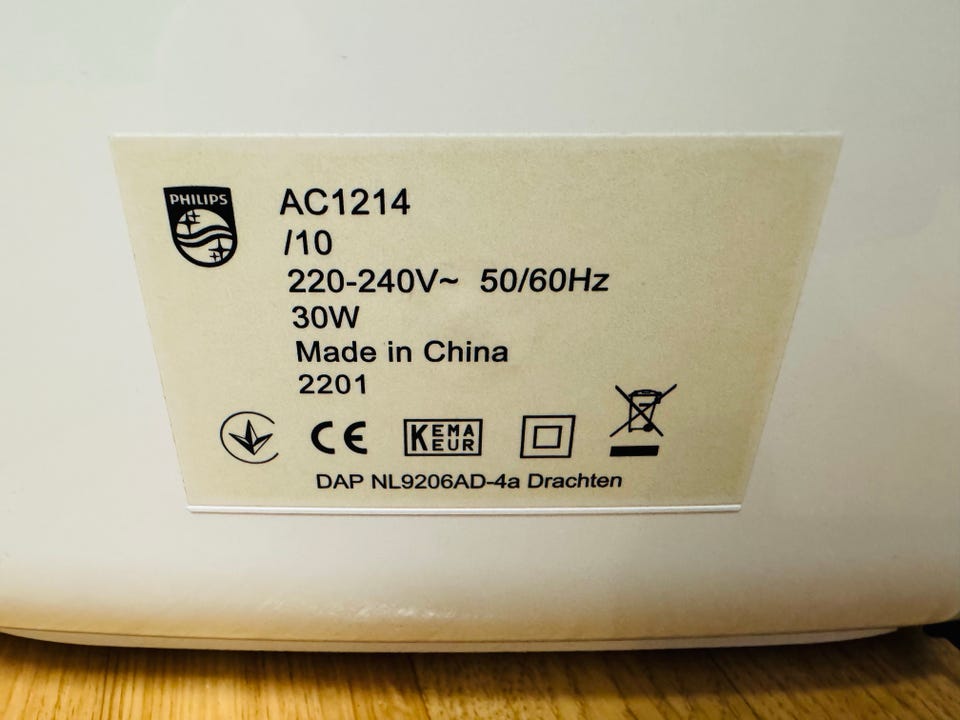 PHILIPS
AC1214
/10
220-240V~ 50/60Hz
30W
Made in China
2201
CE KEMA EUR
DAP NL9206AD-4a Drachten